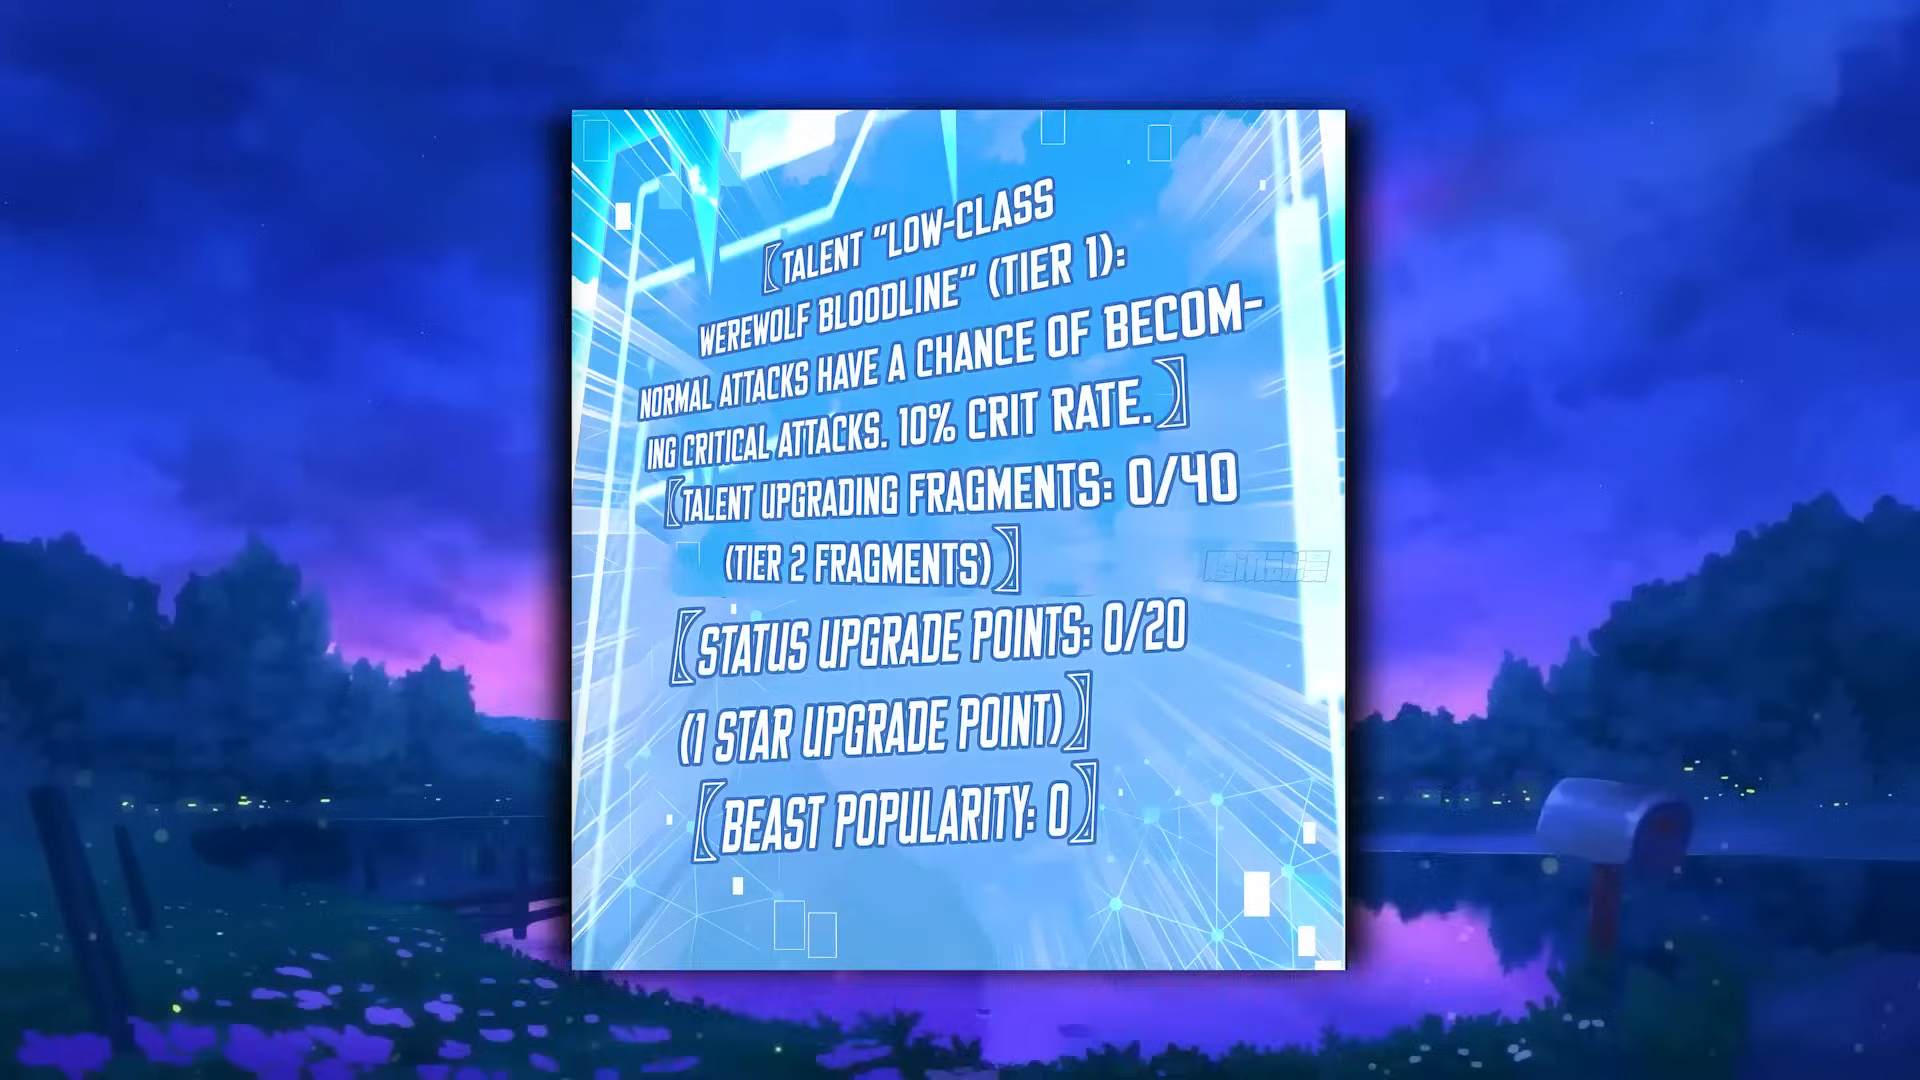 【TALENT "LOW-CLASS
WEREWOLF BLOODLINE" (TIER 1):
NORMAL ATTACKS HAVE A CHANCE OF BECOM-
ING CRITICAL ATTACKS. 10% CRIT RATE.】
【TALENT UPGRADING FRAGMENTS: 0/40
(TIER 2 FRAGMENTS)】
【STATUS UPGRADE POINTS: 0/20
(1 STAR UPGRADE POINT)】
【BEAST POPULARITY: 0】